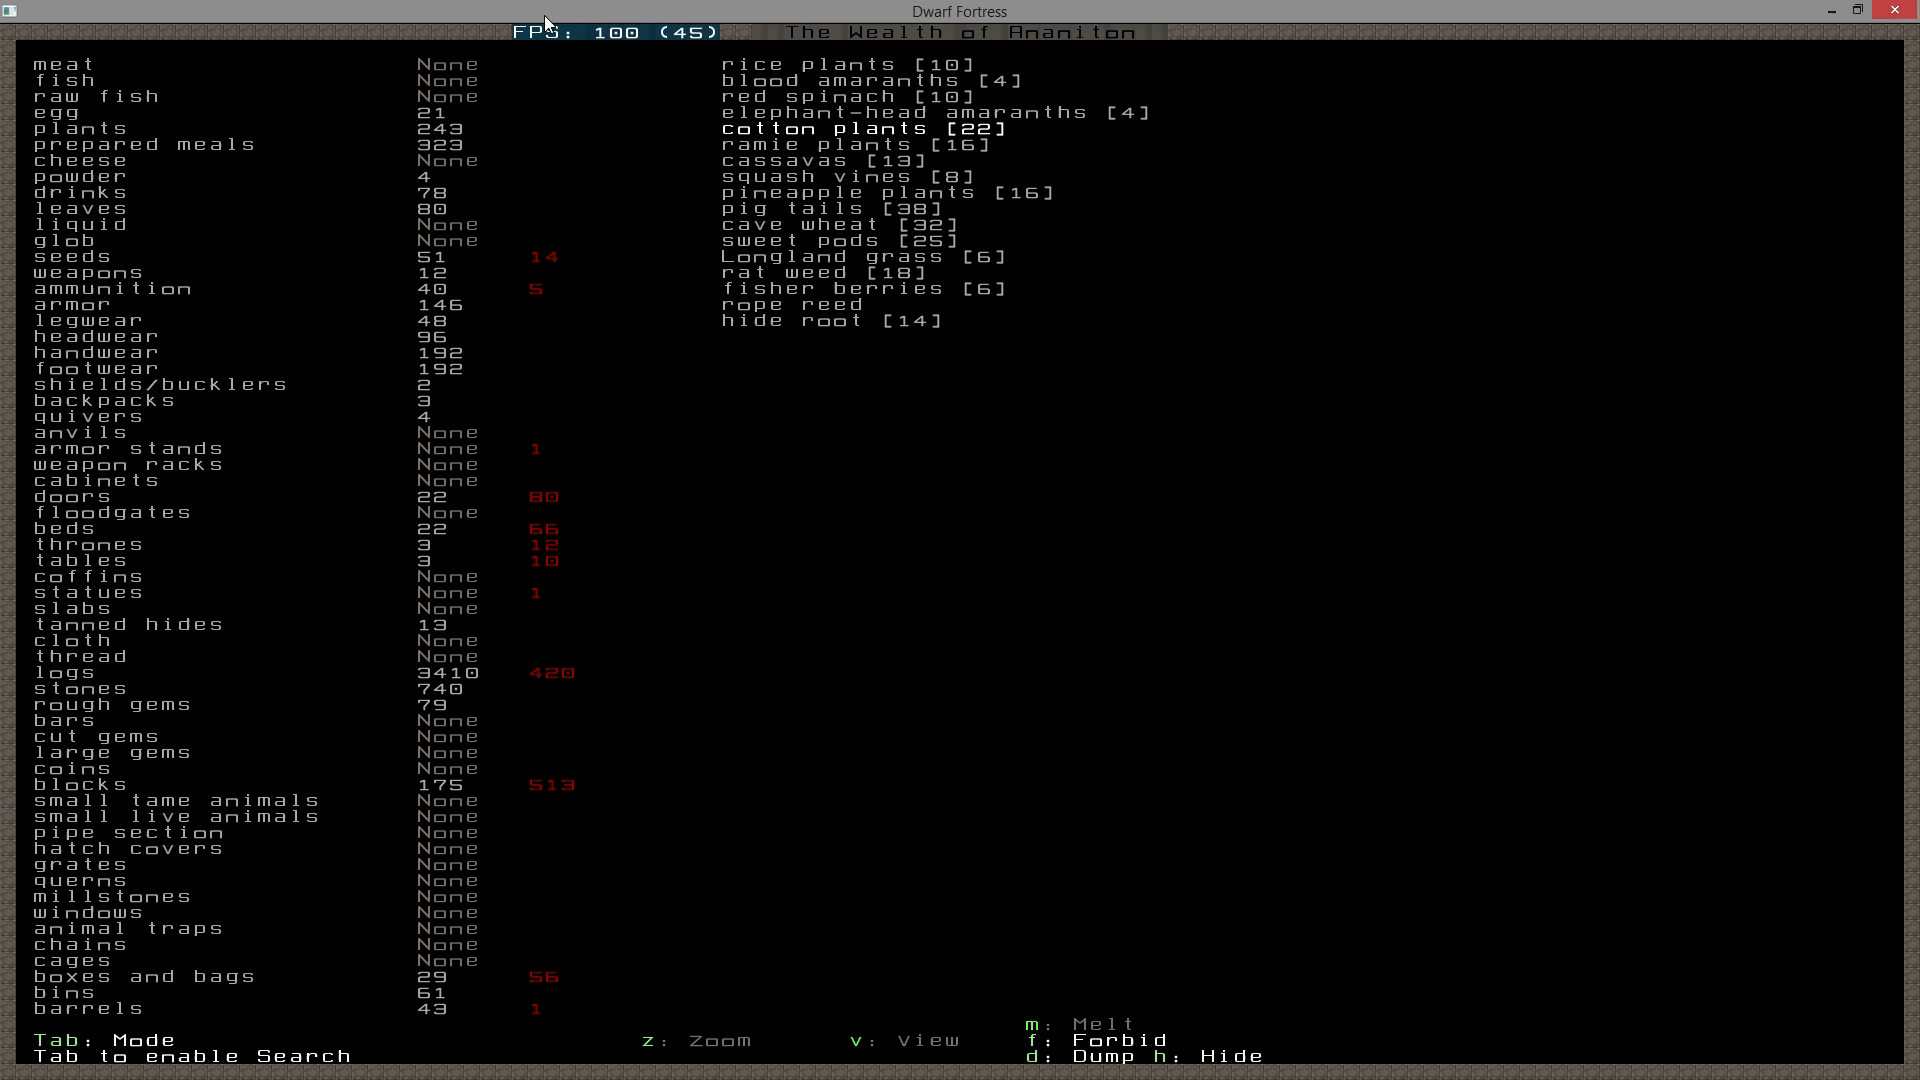 Dwarf Fortress
FPS: 100 (45) The Wealth of Ananiton
meat None
fish None
raw fish None
egg 21
plants 243
prepared meals 323
cheese None
powder 4
drinks 78
leaves 80
liquid None
glob None
seeds 51 14
weapons 12
ammunition 40 5
armor 146
legwear 48
headwear 96
handwear 192
footwear 192
shields/bucklers 2
backpacks 3
quivers 4
anvils None
armor stands None 1
weapon racks None
cabinets None
doors 22 80
floodgates None
beds 22 66
thrones 3 12
tables 3 10
coffins None
statues None 1
slabs None
tanned hides 13
cloth None
thread None
logs 3410 420
stones 740
rough gems 79
bars None
cut gems None
large gems None
coins None
blocks 175 513
small tame animals None
small live animals None
pipe section None
hatch covers None
grates None
querns None
millstones None
windows None
animal traps None
chains None
cages None
boxes and bags 29 56
bins 61
barrels 43 1
rice plants [10]
blood amaranths [4]
red spinach [10]
elephant-head amaranths [4]
cotton plants [22]
ramie plants [16]
cassavas [13]
squash vines [8]
pineapple plants [16]
pig tails [38]
cave wheat [32]
sweet pods [25]
Longland grass [6]
rat weed [18]
fisher berries [6]
rope reed
hide root [14]
m: Melt
Tab: Mode z: Zoom v: View f: Forbid
Tab to enable Search d: Dump h: Hide